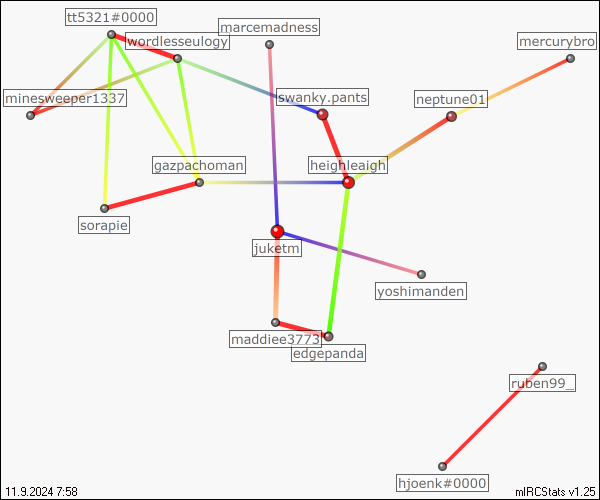 tt5321#0000
marcemadness
wordlesseulogy
mercurybro
minesweeper1337
swanky.pants
neptune01
gazpachoman
heighleaigh
sorapie
juketm
yoshimanden
maddiee3773
edgepanda
ruben99_
hjoenk#0000
11.9.2024 7:58
mIRCStats v1.25